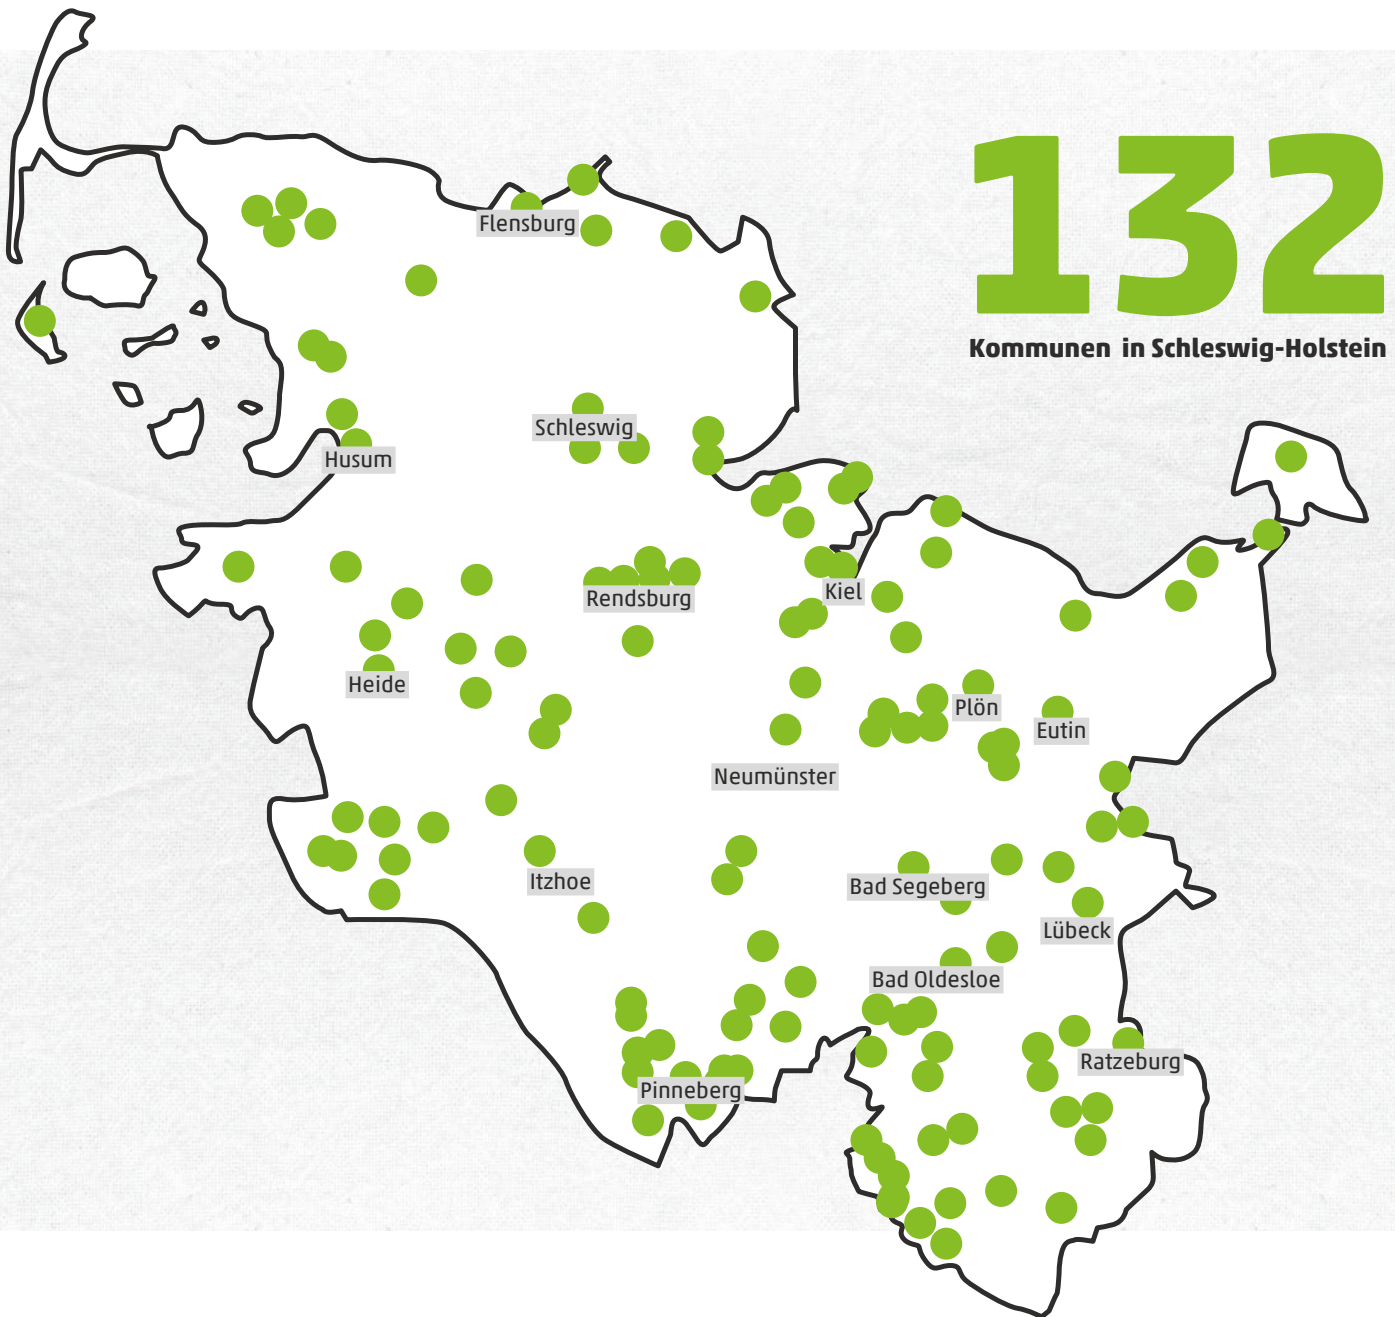 132
Kommunen in Schleswig-Holstein
Flensburg
Schleswig
Husum
Rendsburg
Kiel
Heide
Plön
Eutin
Neumünster
Itzhoe
Bad Segeberg
Lübeck
Bad Oldesloe
Ratzeburg
Pinneberg